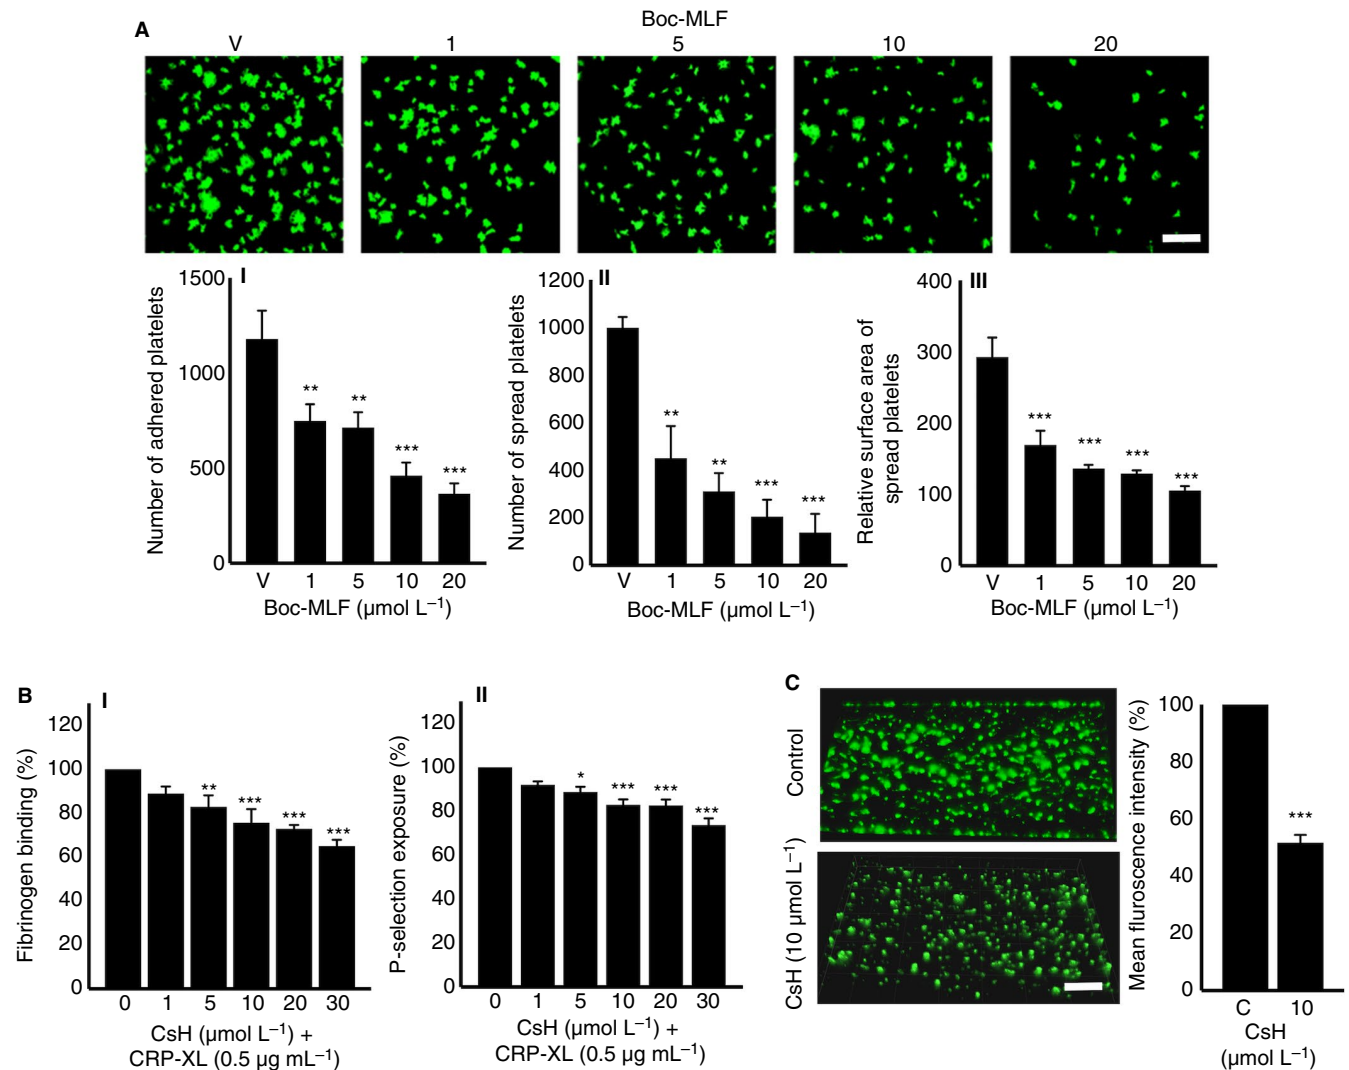 A
Boc-MLF
V 1 5 10 20
I
Number of adhered platelets
1500
1000
500
0
** ** *** ***
V 1 5 10 20
Boc-MLF (µmol L⁻¹)
II
Number of spread platelets
1200
1000
800
600
400
200
0
** ** *** ***
V 1 5 10 20
Boc-MLF (µmol L⁻¹)
III
Relative surface area of
spread platelets
400
300
200
100
0
*** *** *** ***
V 1 5 10 20
Boc-MLF (µmol L⁻¹)
B
I
Fibrinogen binding (%)
120
100
80
60
40
20
0
** *** *** ***
0 1 5 10 20 30
CsH (µmol L⁻¹) +
CRP-XL (0.5 µg mL⁻¹)
II
P-selection exposure (%)
120
100
80
60
40
20
0
* *** *** ***
0 1 5 10 20 30
CsH (µmol L⁻¹) +
CRP-XL (0.5 µg mL⁻¹)
C
Control
CsH (10 µmol L⁻¹)
Mean fluroscence intensity (%)
100
80
60
40
20
0
***
C 10
CsH
(µmol L⁻¹)